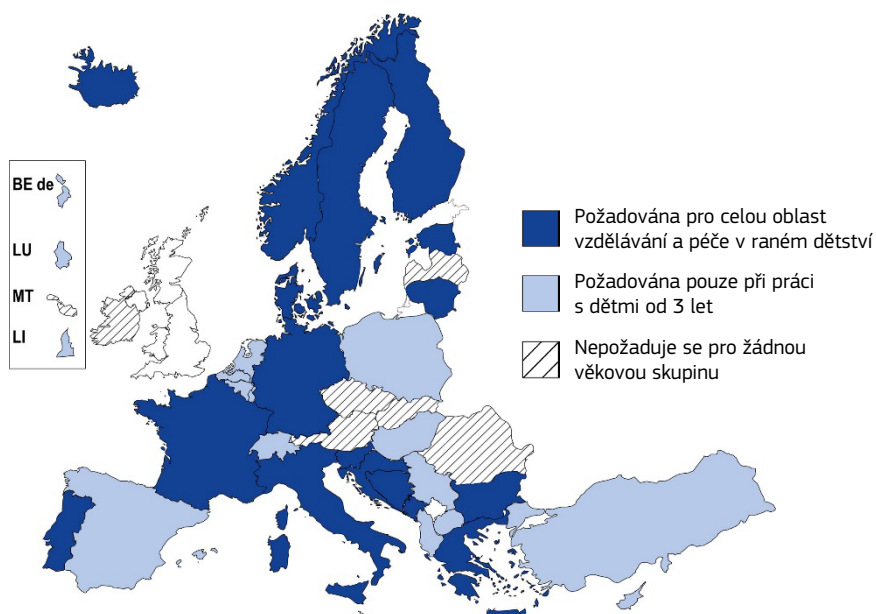 BE de
LU
MT
LI
Požadována pro celou oblast
vzdělávání a péče v raném dětství
Požadována pouze při práci
s dětmi od 3 let
Nepožaduje se pro žádnou
věkovou skupinu